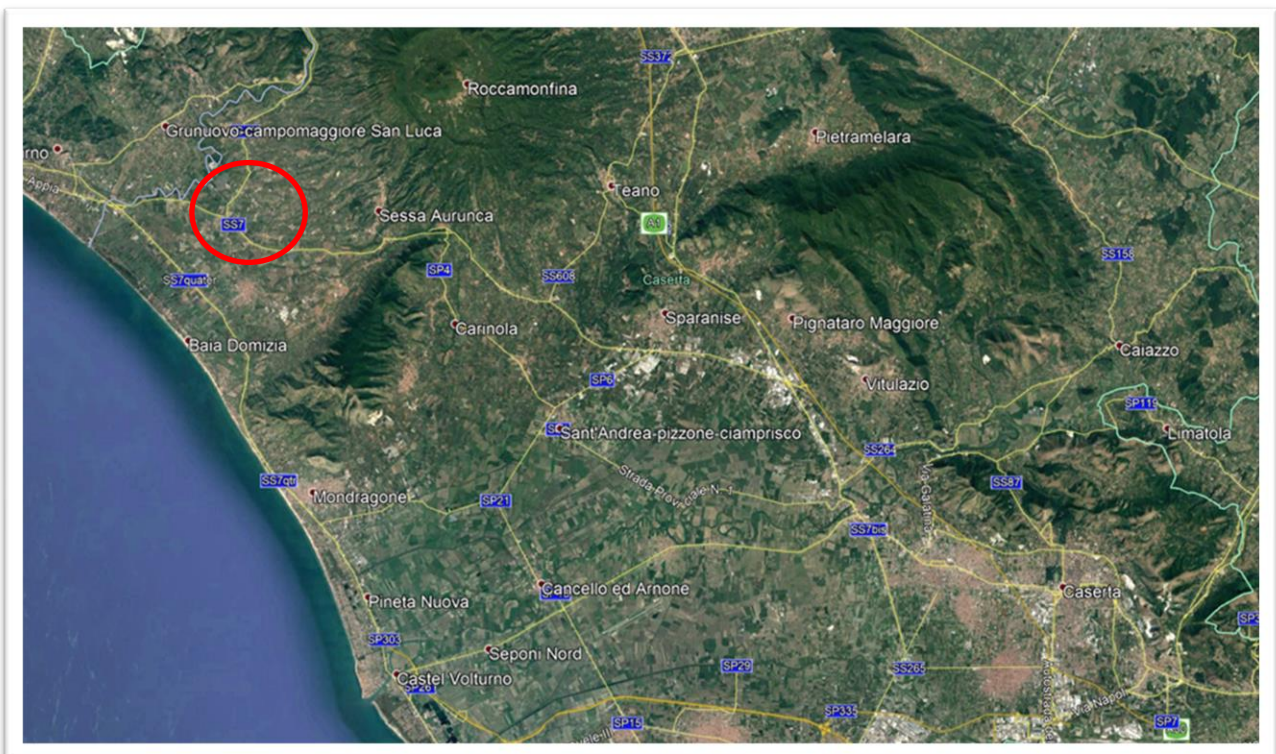 SS372
Roccamonfina
Grunuovo-campomaggiore San Luca
Pietramelara
rno
Appia
Teano
Sessa Aurunca
SS7
A1
SP4
SS158
SS7quater
SS608
Caserta
Sparanise
Pignataro Maggiore
Carinola
Baia Domizia
Caiazzo
SP6
Vitulazio
SP119
Sant'Andrea-pizzone-ciamprisco
Limatola
SS264
Strada Provinciale N. 1
SS7qtr
Mondragone
SP21
SS87
SS7bis
Cancello ed Arnone
Caserta
Pineta Nuova
SP303
Seponi Nord
SP29
SS265
Castel Volturno
SP26
SP335
SP15
SP7